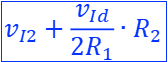 $v_{I2} + \frac{v_{Id}}{2R_1} \cdot R_2$